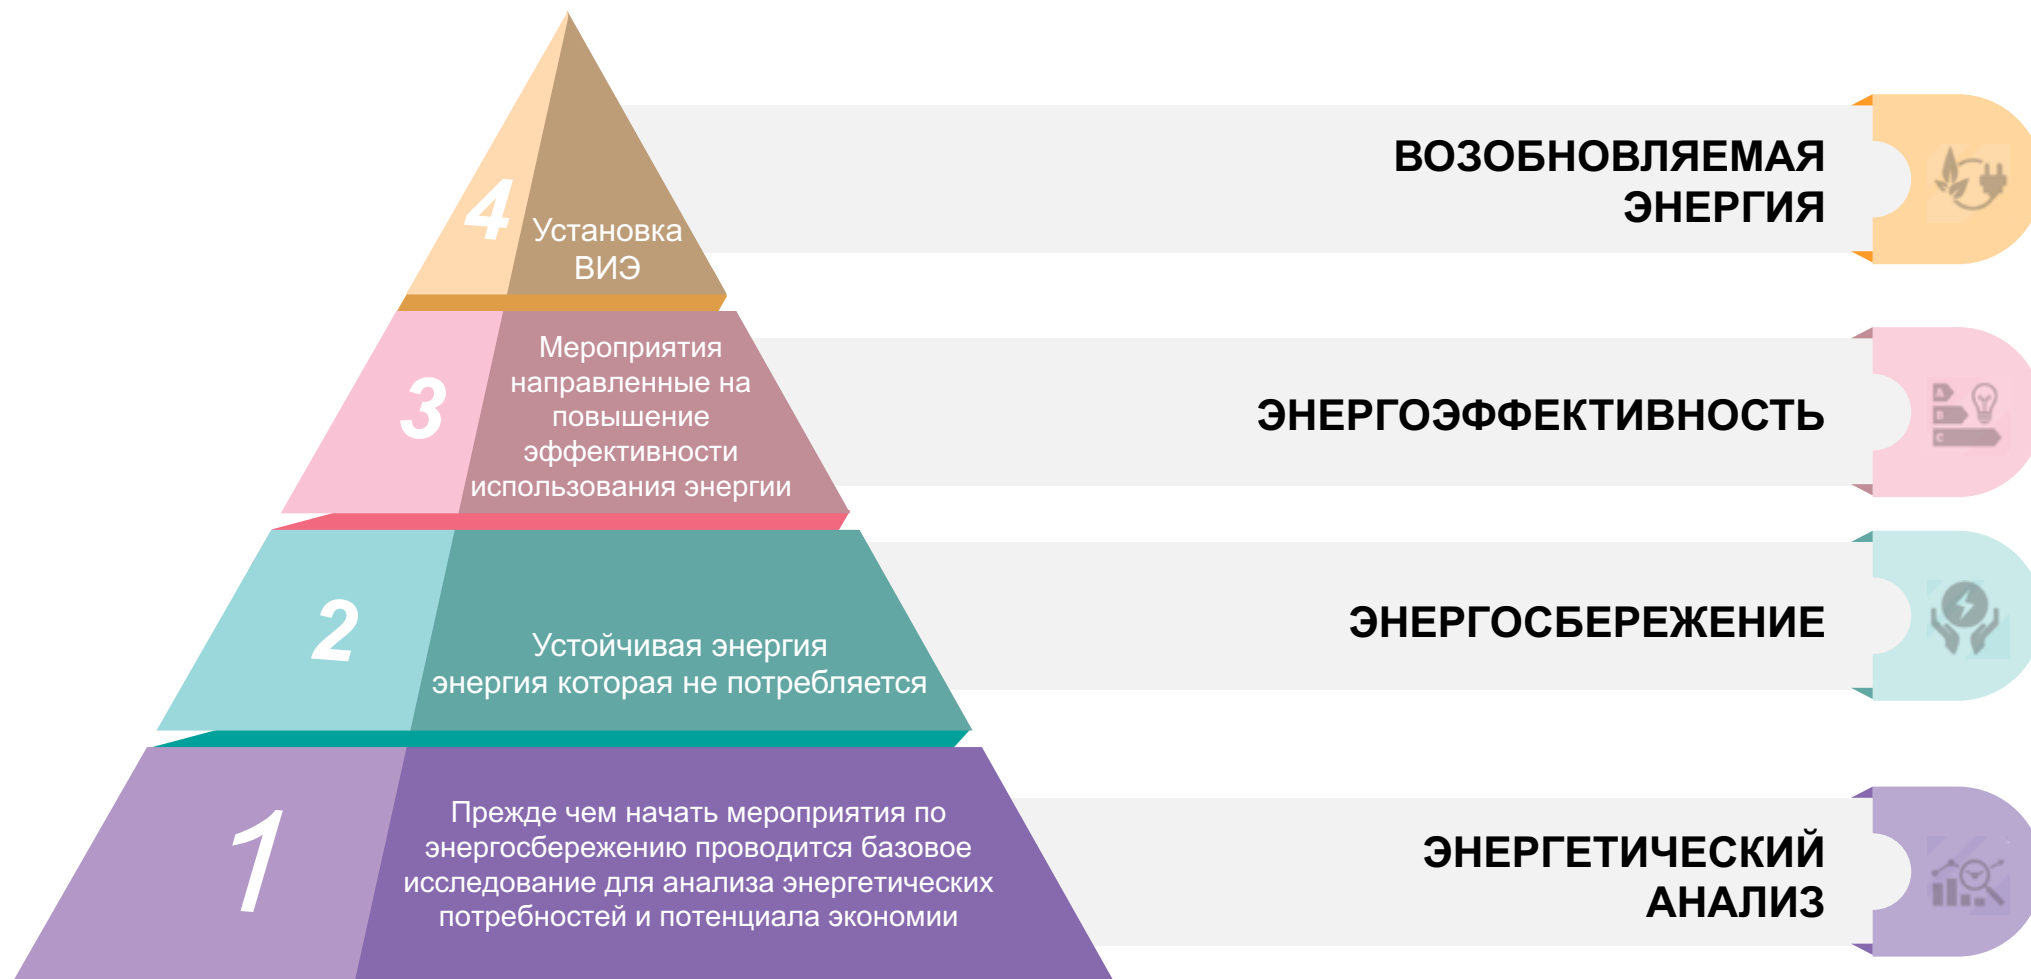 4
Установка
ВИЭ
ВОЗОБНОВЛЯЕМАЯ
ЭНЕРГИЯ
3
Мероприятия
направленные на
повышение
эффективности
использования энергии
ЭНЕРГОЭФФЕКТИВНОСТЬ
A
B
C
2
Устойчивая энергия
энергия которая не потребляется
ЭНЕРГОСБЕРЕЖЕНИЕ
1
Прежде чем начать мероприятия по
энергосбережению проводится базовое
исследование для анализа энергетических
потребностей и потенциала экономии
ЭНЕРГЕТИЧЕСКИЙ
АНАЛИЗ